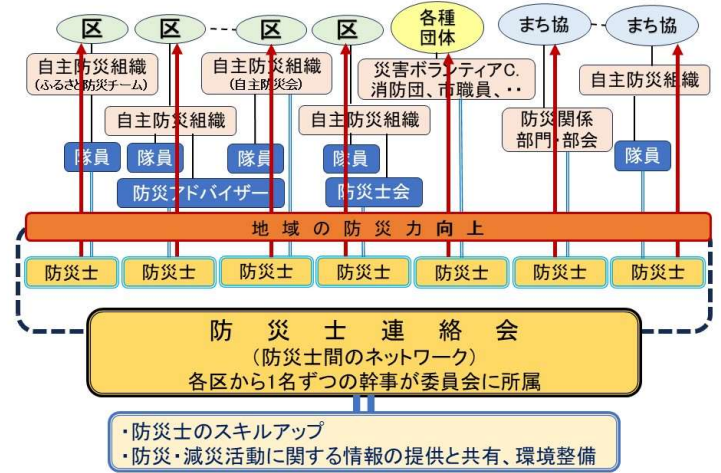 区
区
区
区
各種
団体
まち協
まち協
自主防災組織
(ふるさと防災チーム)
自主防災組織
(自主防災会)
災害ボランティアC.
消防団、市職員、・・
自主防災組織
自主防災組織
自主防災組織
防災関係
部門・部会
隊員
隊員
隊員
隊員
隊員
防災アドバイザー
防災士会
地域の防災力向上
防災士
防災士
防災士
防災士
防災士
防災士
防災士
防災士連絡会
(防災士間のネットワーク)
各区から1名ずつの幹事が委員会に所属
・防災士のスキルアップ
・防災・減災活動に関する情報の提供と共有、環境整備